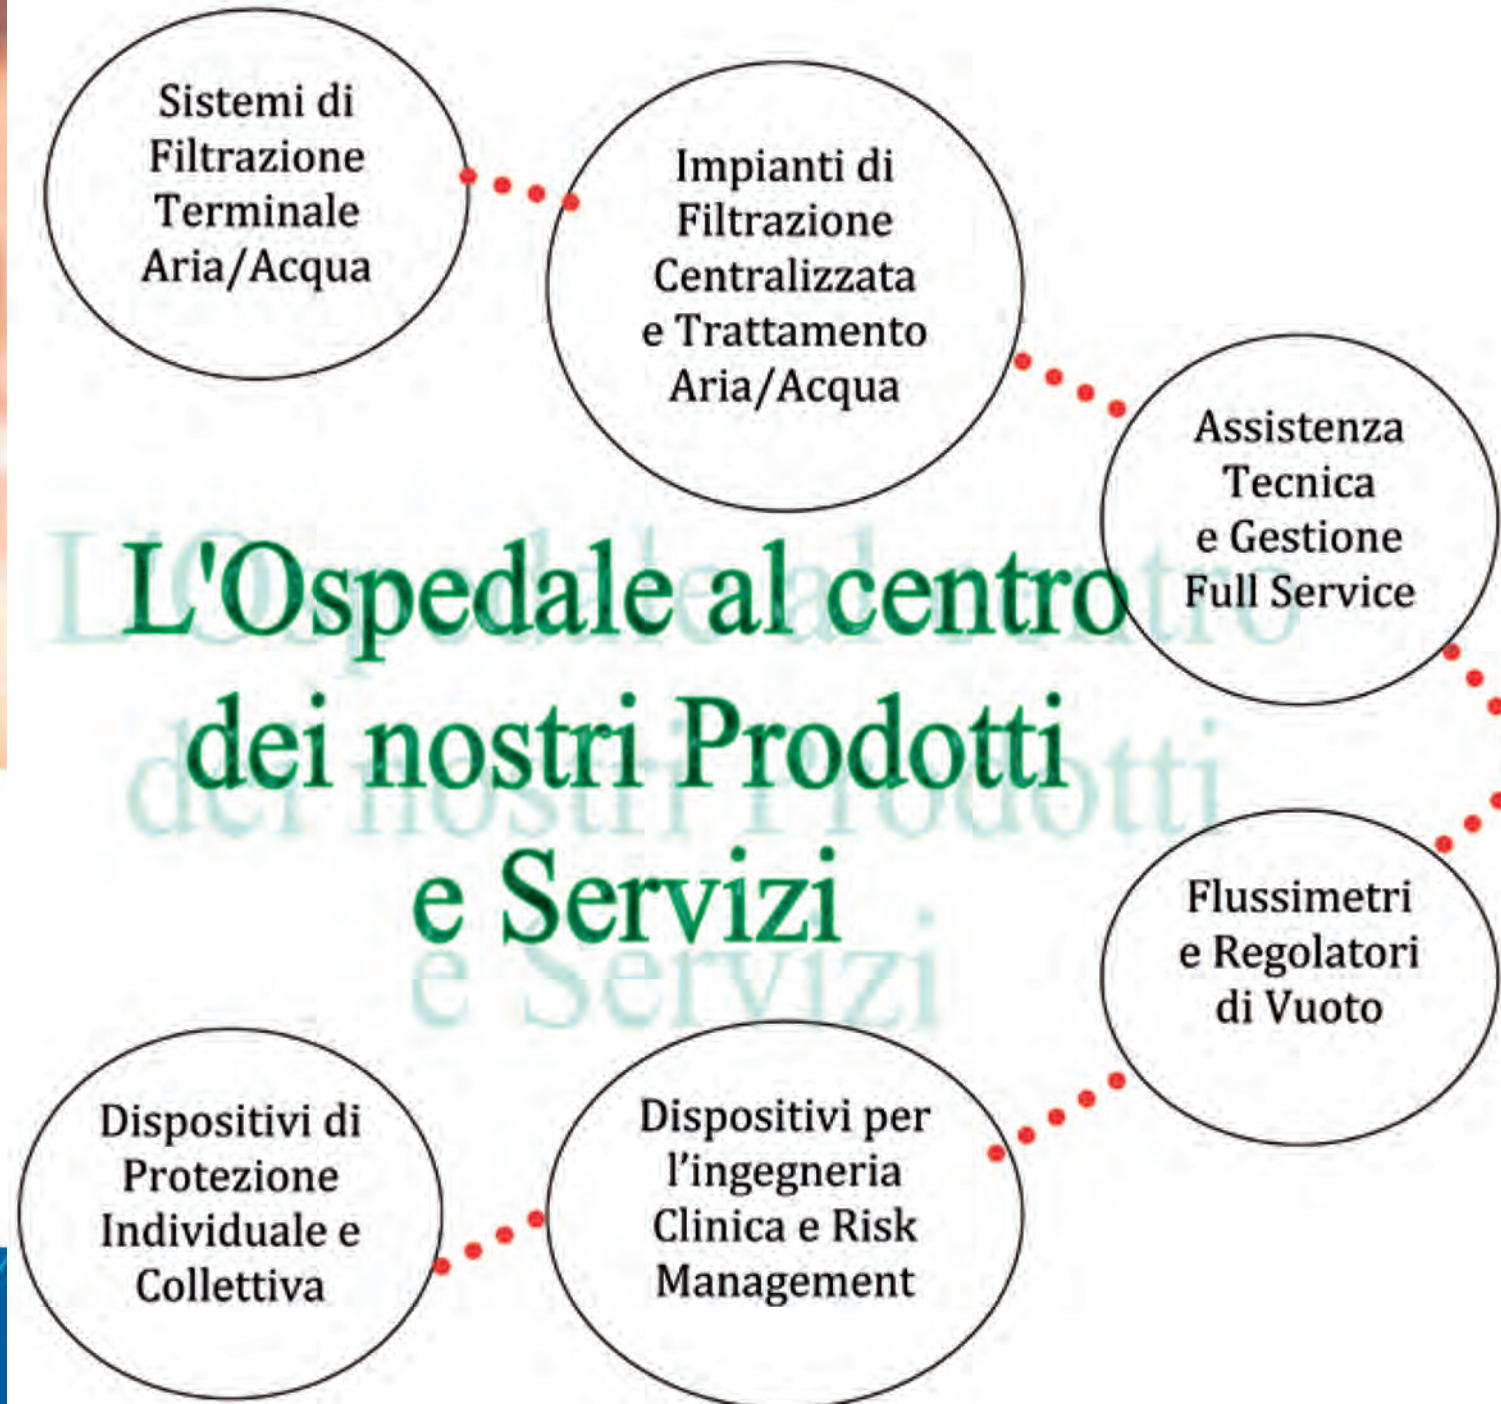 Sistemi di
Filtrazione
Terminale
Aria/Acqua
Impianti di
Filtrazione
Centralizzata
e Trattamento
Aria/Acqua
Assistenza
Tecnica
e Gestione
Full Service
L'Ospedale al centro
dei nostri Prodotti
e Servizi
Flussimetri
e Regolatori
di Vuoto
Dispositivi per
l’ingegneria
Clinica e Risk
Management
Dispositivi di
Protezione
Individuale e
Collettiva